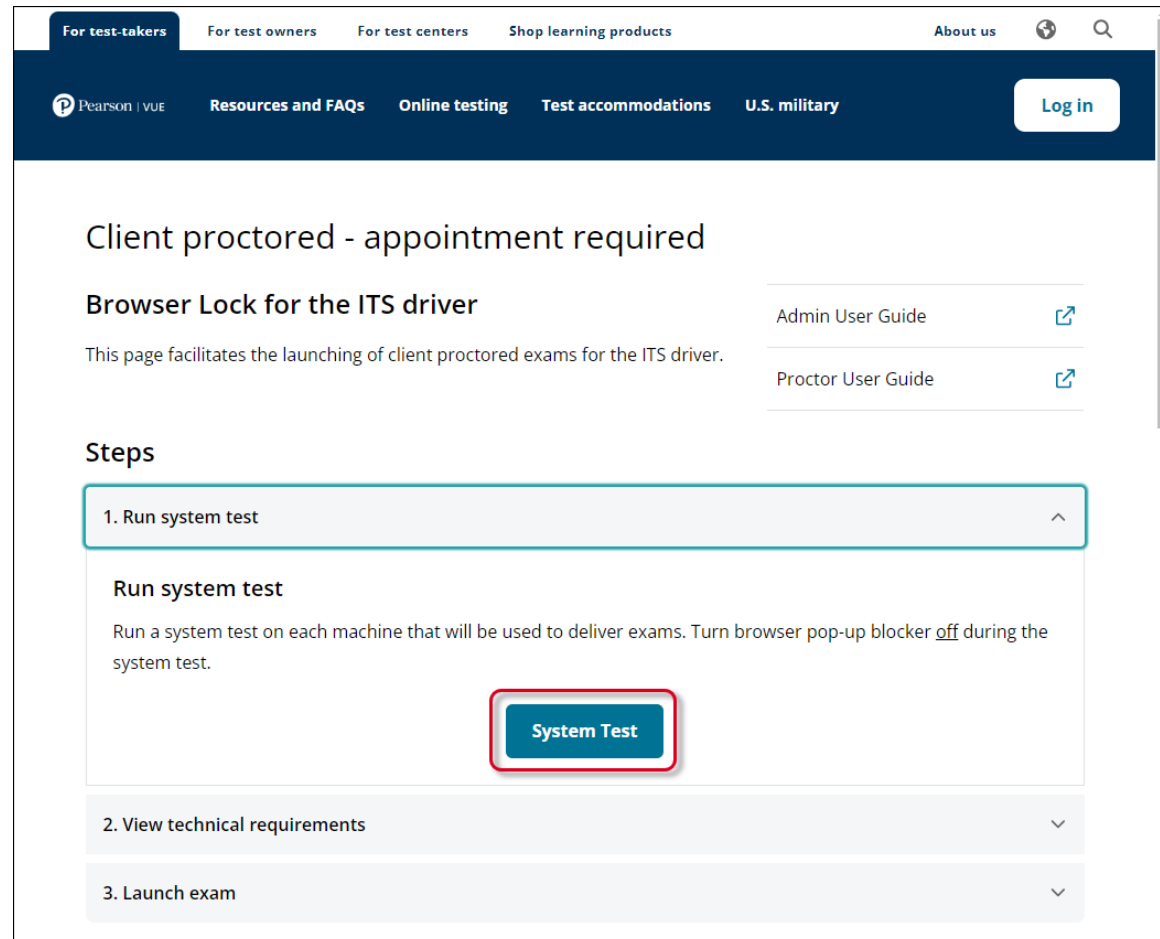 For test-takers For test owners For test centers Shop learning products About us
Pearson | VUE Resources and FAQs Online testing Test accommodations U.S. military Log in
Client proctored - appointment required
Browser Lock for the ITS driver
This page facilitates the launching of client proctored exams for the ITS driver.
Admin User Guide
Proctor User Guide
Steps
1. Run system test
Run system test
Run a system test on each machine that will be used to deliver exams. Turn browser pop-up blocker off during the
system test.
System Test
2. View technical requirements
3. Launch exam